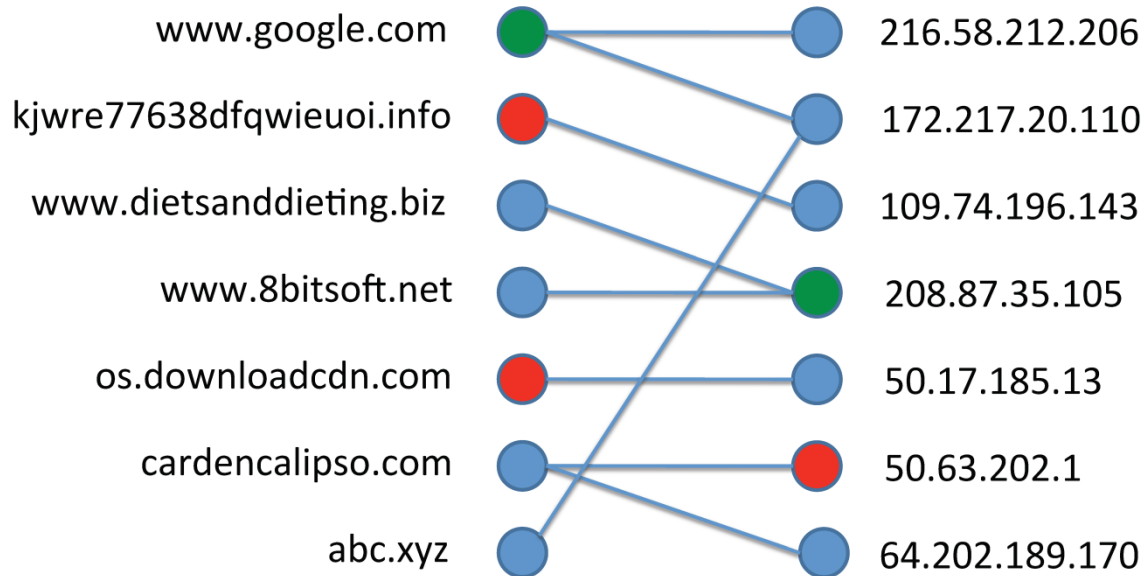 www.google.com 216.58.212.206
kjwre77638dfqwieuoi.info 172.217.20.110
www.dietsanddieting.biz 109.74.196.143
www.8bitsoft.net 208.87.35.105
os.downloadcdn.com 50.17.185.13
cardencalipso.com 50.63.202.1
abc.xyz 64.202.189.170